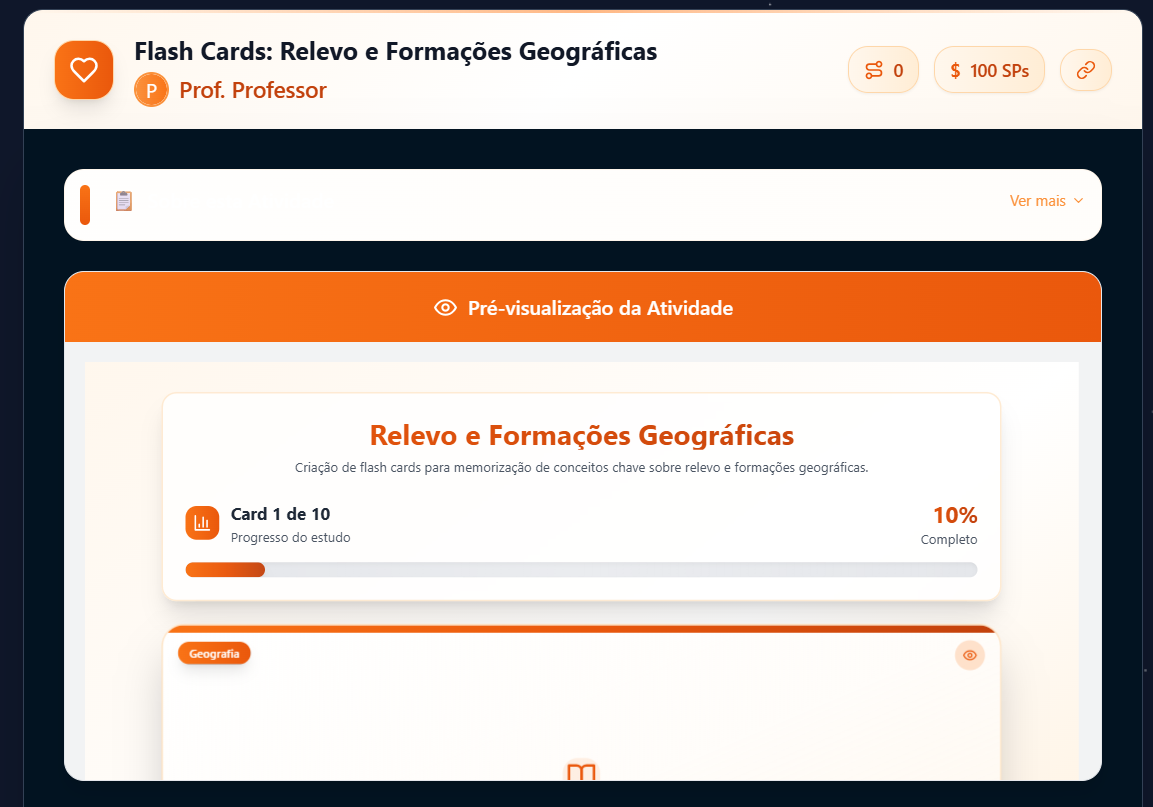 Flash Cards: Relevo e Formações Geográficas
P Prof. Professor
0
$ 100 SPs
Ver mais
Pré-visualização da Atividade
Relevo e Formações Geográficas
Criação de flash cards para memorização de conceitos chave sobre relevo e formações geográficas.
Card 1 de 10
10%
Progresso do estudo
Completo
Geografia